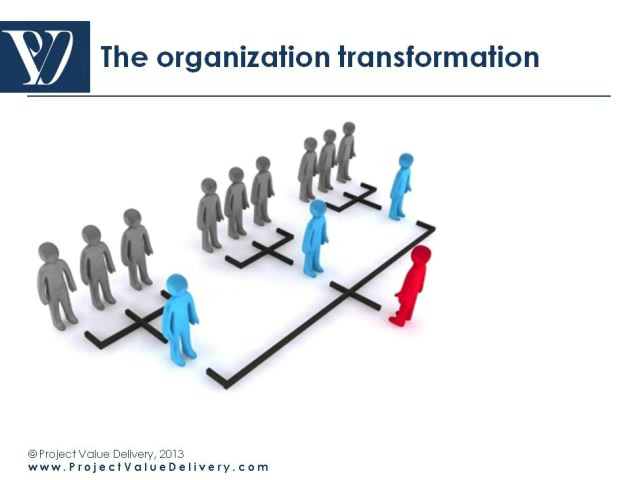 The organization transformation
© Project Value Delivery, 2013
www.ProjectValueDelivery.com